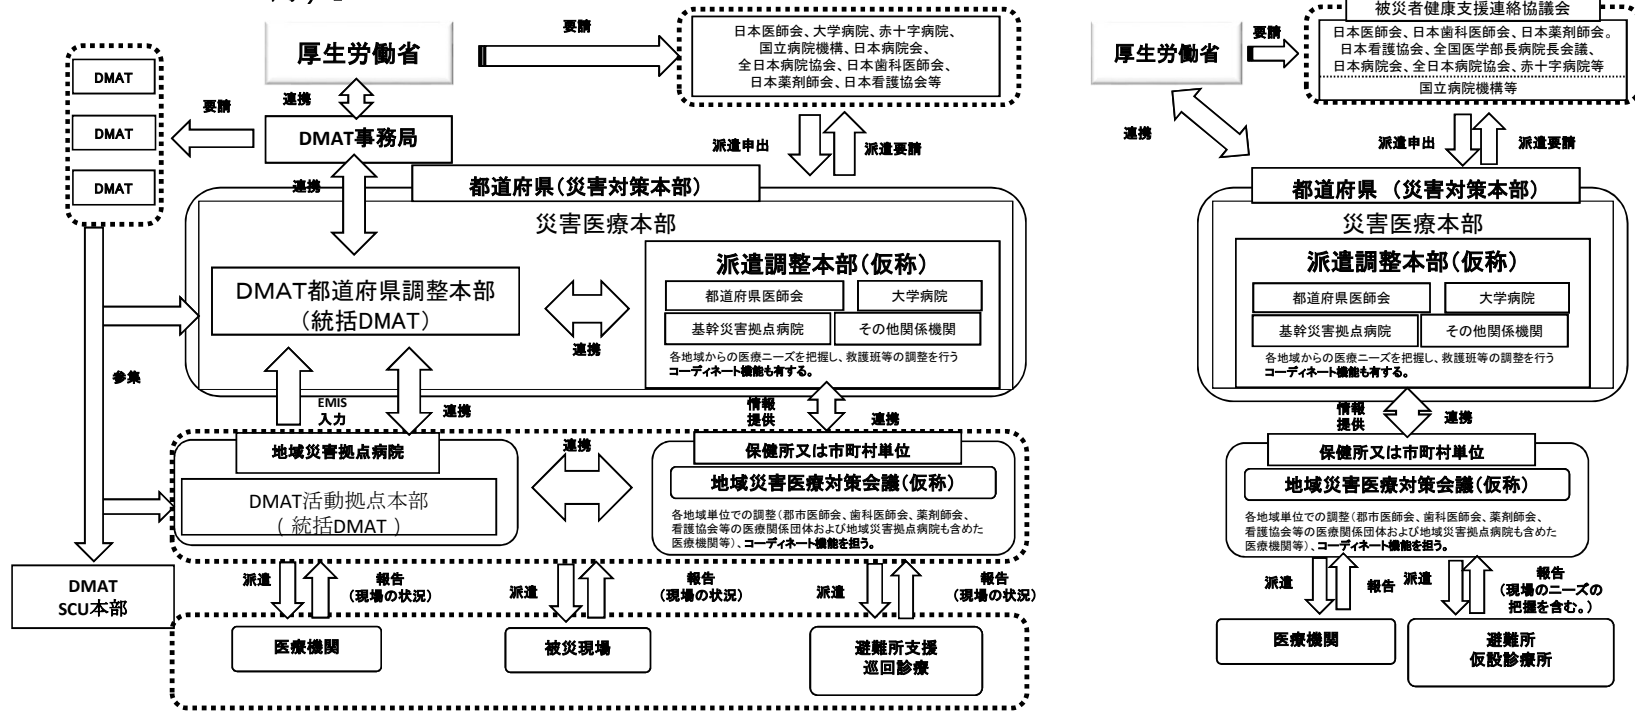 厚生労働省
要請
日本医師会、大学病院、赤十字病院、
国立病院機構、日本病院会、
全日本病院協会、日本歯科医師会、
日本薬剤師会、日本看護協会等
DMAT
DMAT
DMAT
要請
連携
DMAT事務局
連携
派遣申出
派遣要請
都道府県(災害対策本部)
災害医療本部
DMAT都道府県調整本部
(統括DMAT)
連携
派遣調整本部(仮称)
都道府県医師会
大学病院
基幹災害拠点病院
その他関係機関
各地域からの医療ニーズを把握し、救護班等の調整を行う
コーディネート機能も有する。
参集
EMIS
入力
連携
情報
提供
連携
地域災害拠点病院
DMAT活動拠点本部
( 統括DMAT )
連携
保健所又は市町村単位
地域災害医療対策会議(仮称)
各地域単位での調整(郡市医師会、歯科医師会、薬剤師会、
看護協会等の医療関係団体および地域災害拠点病院も含めた
医療機関等)、コーディネート機能を担う。
DMAT
SCU本部
派遣
報告
(現場の状況)
派遣
報告
(現場の状況)
派遣
報告
(現場の状況)
医療機関
被災現場
避難所支援
巡回診療
厚生労働省
要請
被災者健康支援連絡協議会
日本医師会、日本歯科医師会、日本薬剤師会。
日本看護協会、全国医学部長病院長会議、
日本病院会、全日本病院協会、赤十字病院等
国立病院機構等
連携
派遣申出
派遣要請
都道府県 (災害対策本部)
災害医療本部
派遣調整本部(仮称)
都道府県医師会
大学病院
基幹災害拠点病院
その他関係機関
各地域からの医療ニーズを把握し、救護班等の調整を行う
コーディネート機能も有する。
情報
提供
連携
保健所又は市町村単位
地域災害医療対策会議(仮称)
各地域単位での調整(郡市医師会、歯科医師会、薬剤師会、
看護協会等の医療関係団体および地域災害拠点病院も含めた
医療機関等)、コーディネート機能を担う。
派遣
報告
派遣
報告
(現場のニーズの
把握を含む。)
医療機関
避難所
仮設診療所